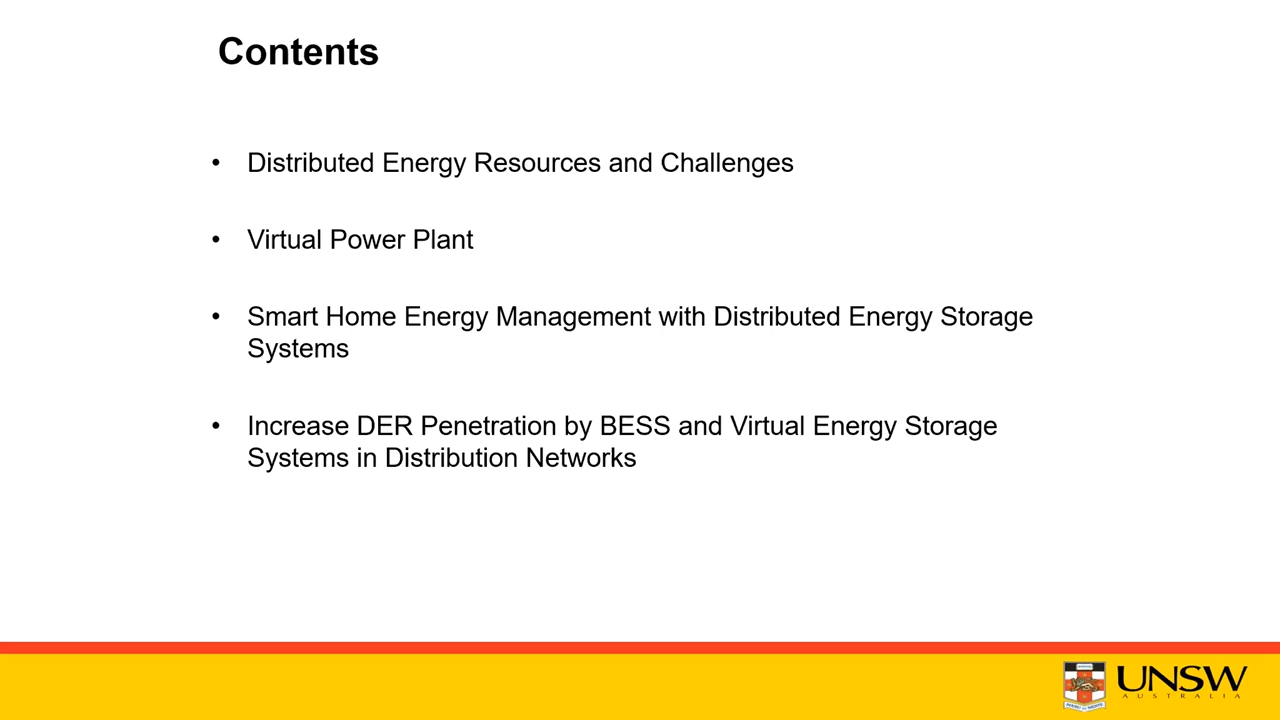 Contents
• Distributed Energy Resources and Challenges
• Virtual Power Plant
• Smart Home Energy Management with Distributed Energy Storage
Systems
• Increase DER Penetration by BESS and Virtual Energy Storage
Systems in Distribution Networks
UNSW
AUSTRALIA